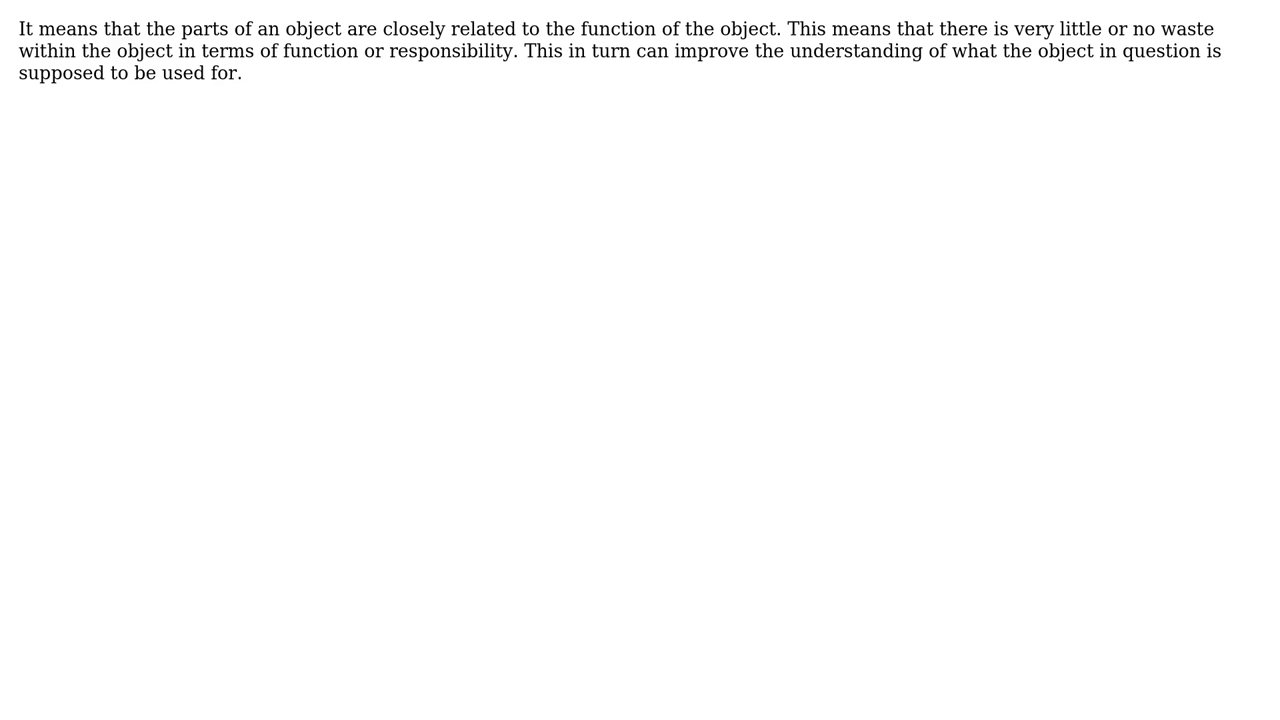 It means that the parts of an object are closely related to the function of the object. This means that there is very little or no waste
within the object in terms of function or responsibility. This in turn can improve the understanding of what the object in question is
supposed to be used for.